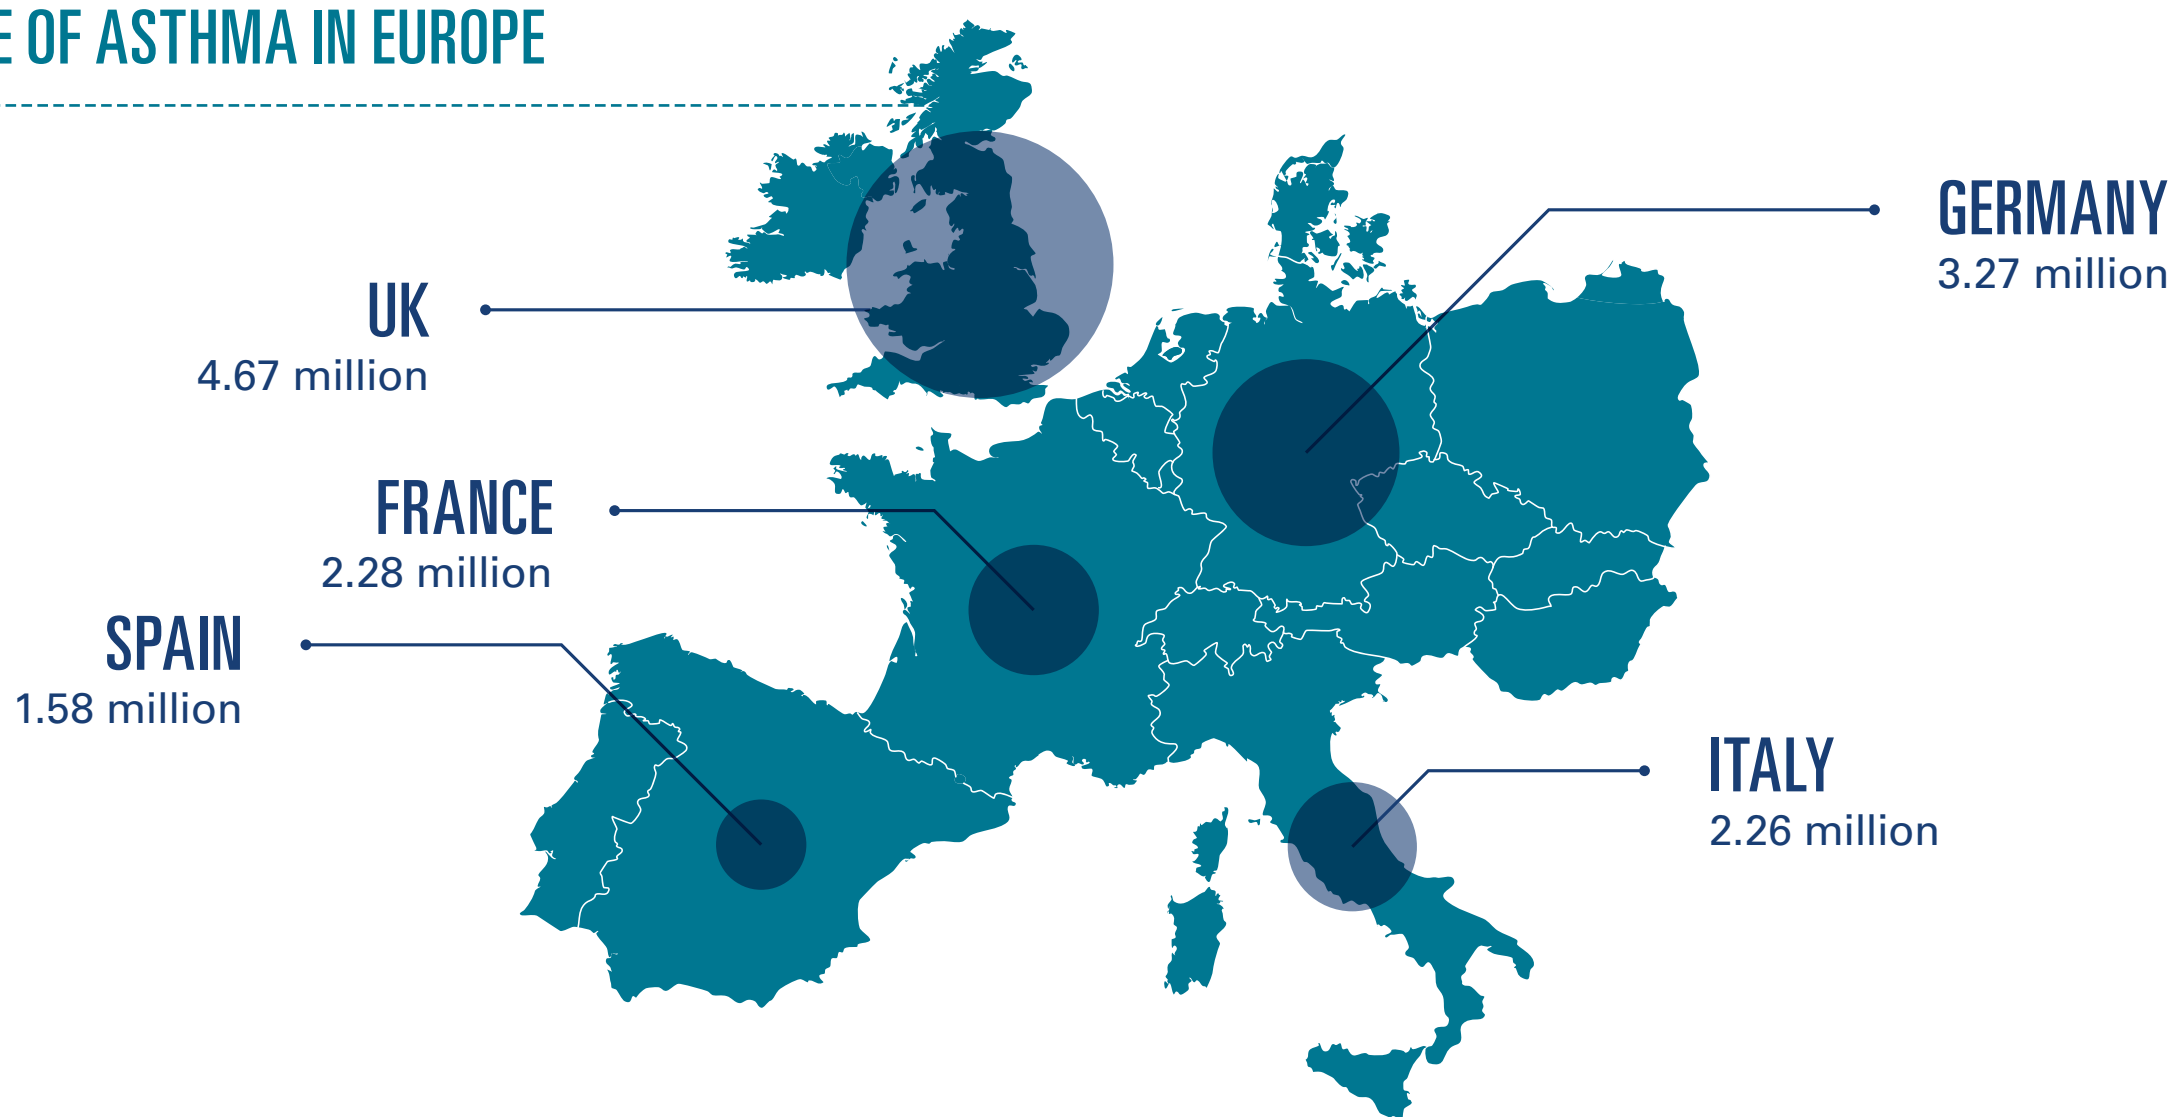 OF ASTHMA IN EUROPE
UK
4.67 million
FRANCE
2.28 million
SPAIN
1.58 million
GERMANY
3.27 million
ITALY
2.26 million